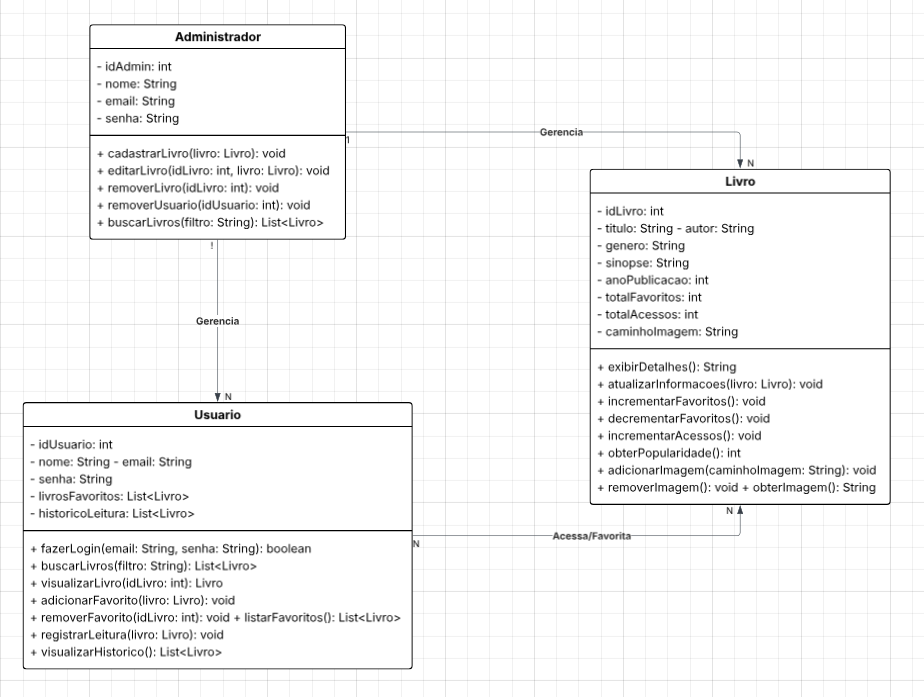 Administrador
- idAdmin: int
- nome: String
- email: String
- senha: String
+ cadastrarLivro(livro: Livro): void
+ editarLivro(idLivro: int, livro: Livro): void
+ removerLivro(idLivro: int): void
+ removerUsuario(idUsuario: int): void
+ buscarLivros(filtro: String): List<Livro>
1
Gerencia
N
Livro
- idLivro: int
- titulo: String - autor: String
- genero: String
- sinopse: String
- anoPublicacao: int
- totalFavoritos: int
- totalAcessos: int
- caminhoImagem: String
+ exibirDetalhes(): String
+ atualizarInformacoes(livro: Livro): void
+ incrementarFavoritos(): void
+ decrementarFavoritos(): void
+ incrementarAcessos(): void
+ obterPopularidade(): int
+ adicionarImagem(caminhoImagem: String): void
+ removerImagem(): void + obterImagem(): String
!
Gerencia
N
Usuario
- idUsuario: int
- nome: String - email: String
- senha: String
- livrosFavoritos: List<Livro>
- historicoLeitura: List<Livro>
+ fazerLogin(email: String, senha: String): boolean
+ buscarLivros(filtro: String): List<Livro>
+ visualizarLivro(idLivro: int): Livro
+ adicionarFavorito(livro: Livro): void
+ removerFavorito(idLivro: int): void + listarFavoritos(): List<Livro>
+ registrarLeitura(livro: Livro): void
+ visualizarHistorico(): List<Livro>
N
Acessa/Favorita
N